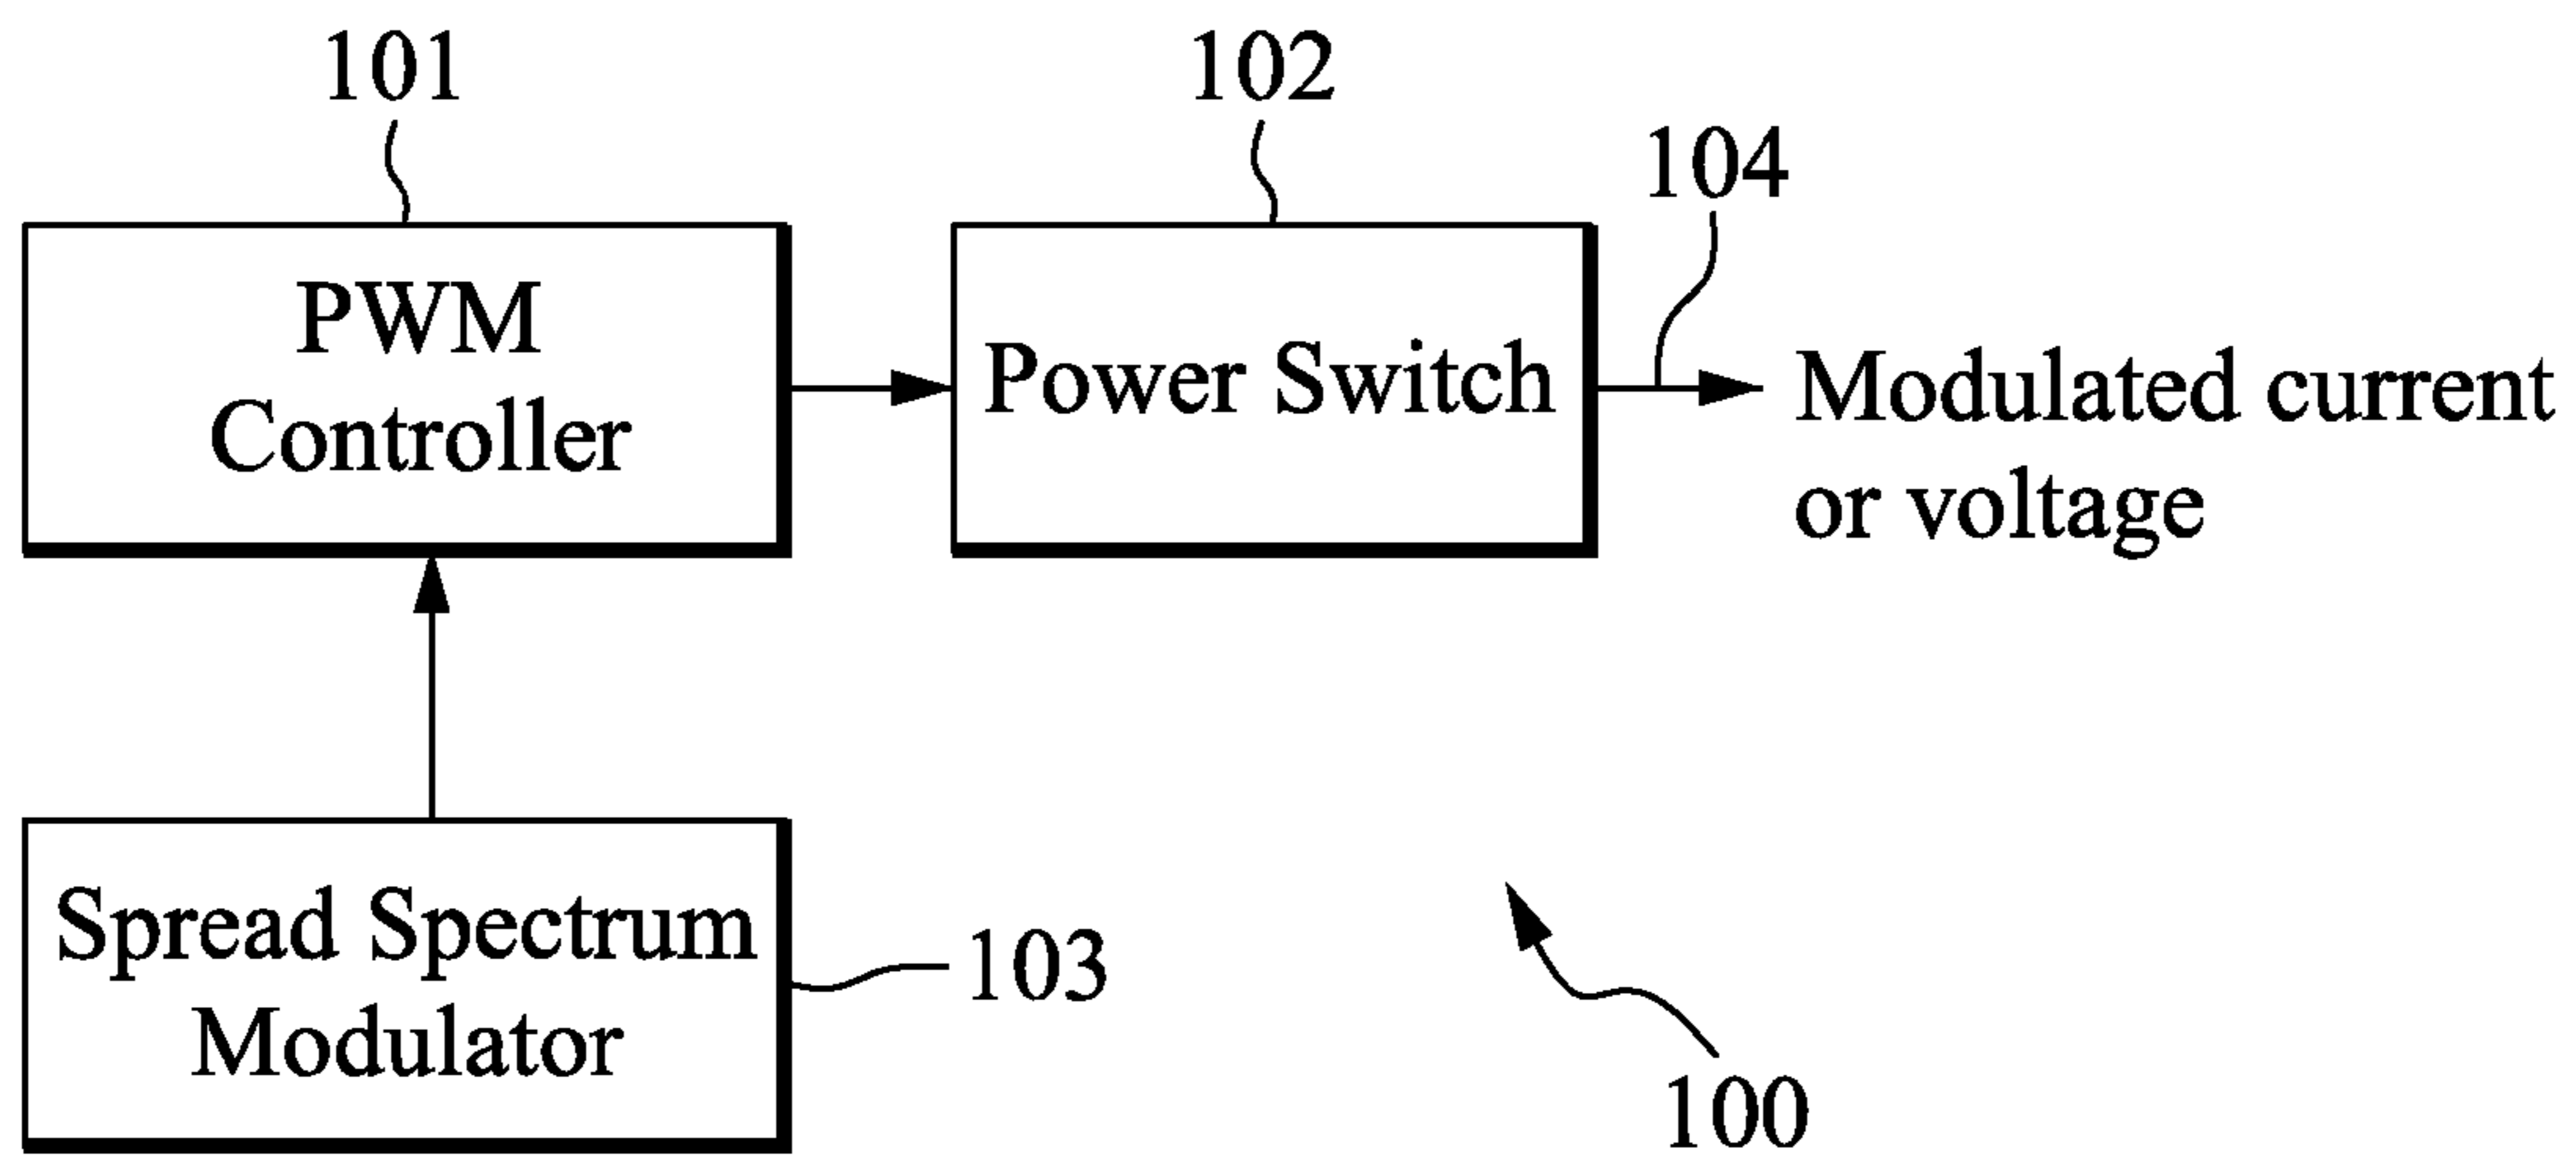 101
102
104
PWM
Controller
Power Switch
Modulated current
or voltage
Spread Spectrum
Modulator
103
100